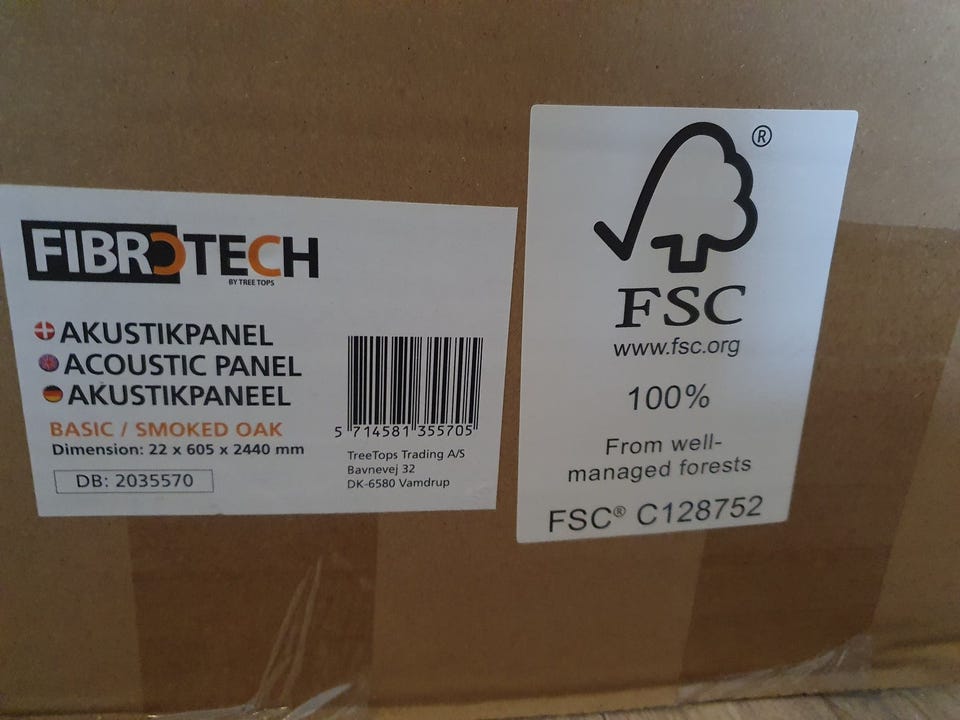 FIBROTECH
BY TREE TOPS
AKUSTIKPANEL
ACOUSTIC PANEL
AKUSTIKPANEEL
BASIC / SMOKED OAK
Dimension: 22 x 605 x 2440 mm
DB: 2035570
5 714581 355705
TreeTops Trading A/S
Bavnevej 32
DK-6580 Vamdrup
®
FSC
www.fsc.org
100%
From well-
managed forests
FSC® C128752